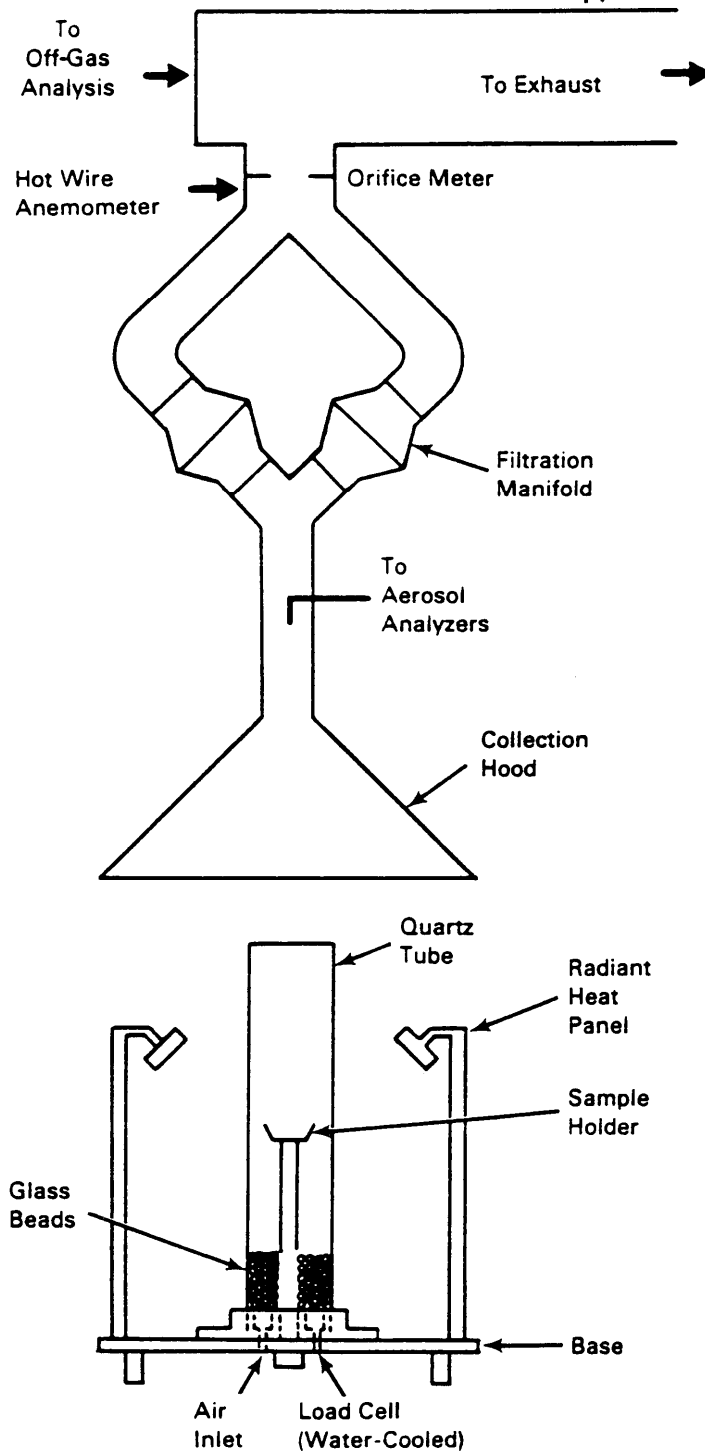 To
Off-Gas
Analysis
To Exhaust
Hot Wire
Anemometer
Orifice Meter
Filtration
Manifold
To
Aerosol
Analyzers
Collection
Hood
Quartz
Tube
Radiant
Heat
Panel
Sample
Holder
Glass
Beads
Base
Air
Inlet
Load Cell
(Water-Cooled)